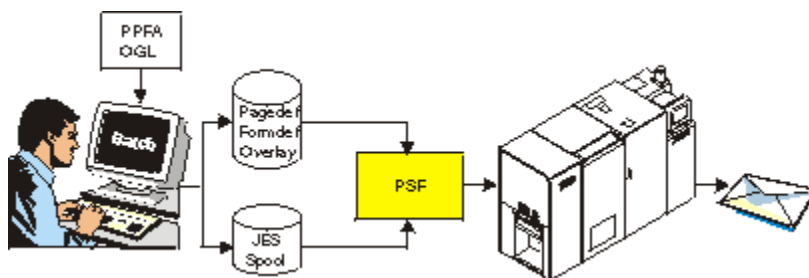 PPFA
OGL
Batch
Pagedef
Formdef
Overlay
PSF
JES
Spool